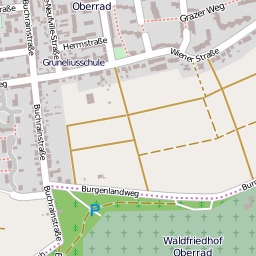 Oberrad
Grazer Weg
Hermstraße
Wiener Straße
Gruneliusschule
Buchrainstraße
Buchrainstraße
Burgenlandweg
P
Waldfriedhof
Oberrad